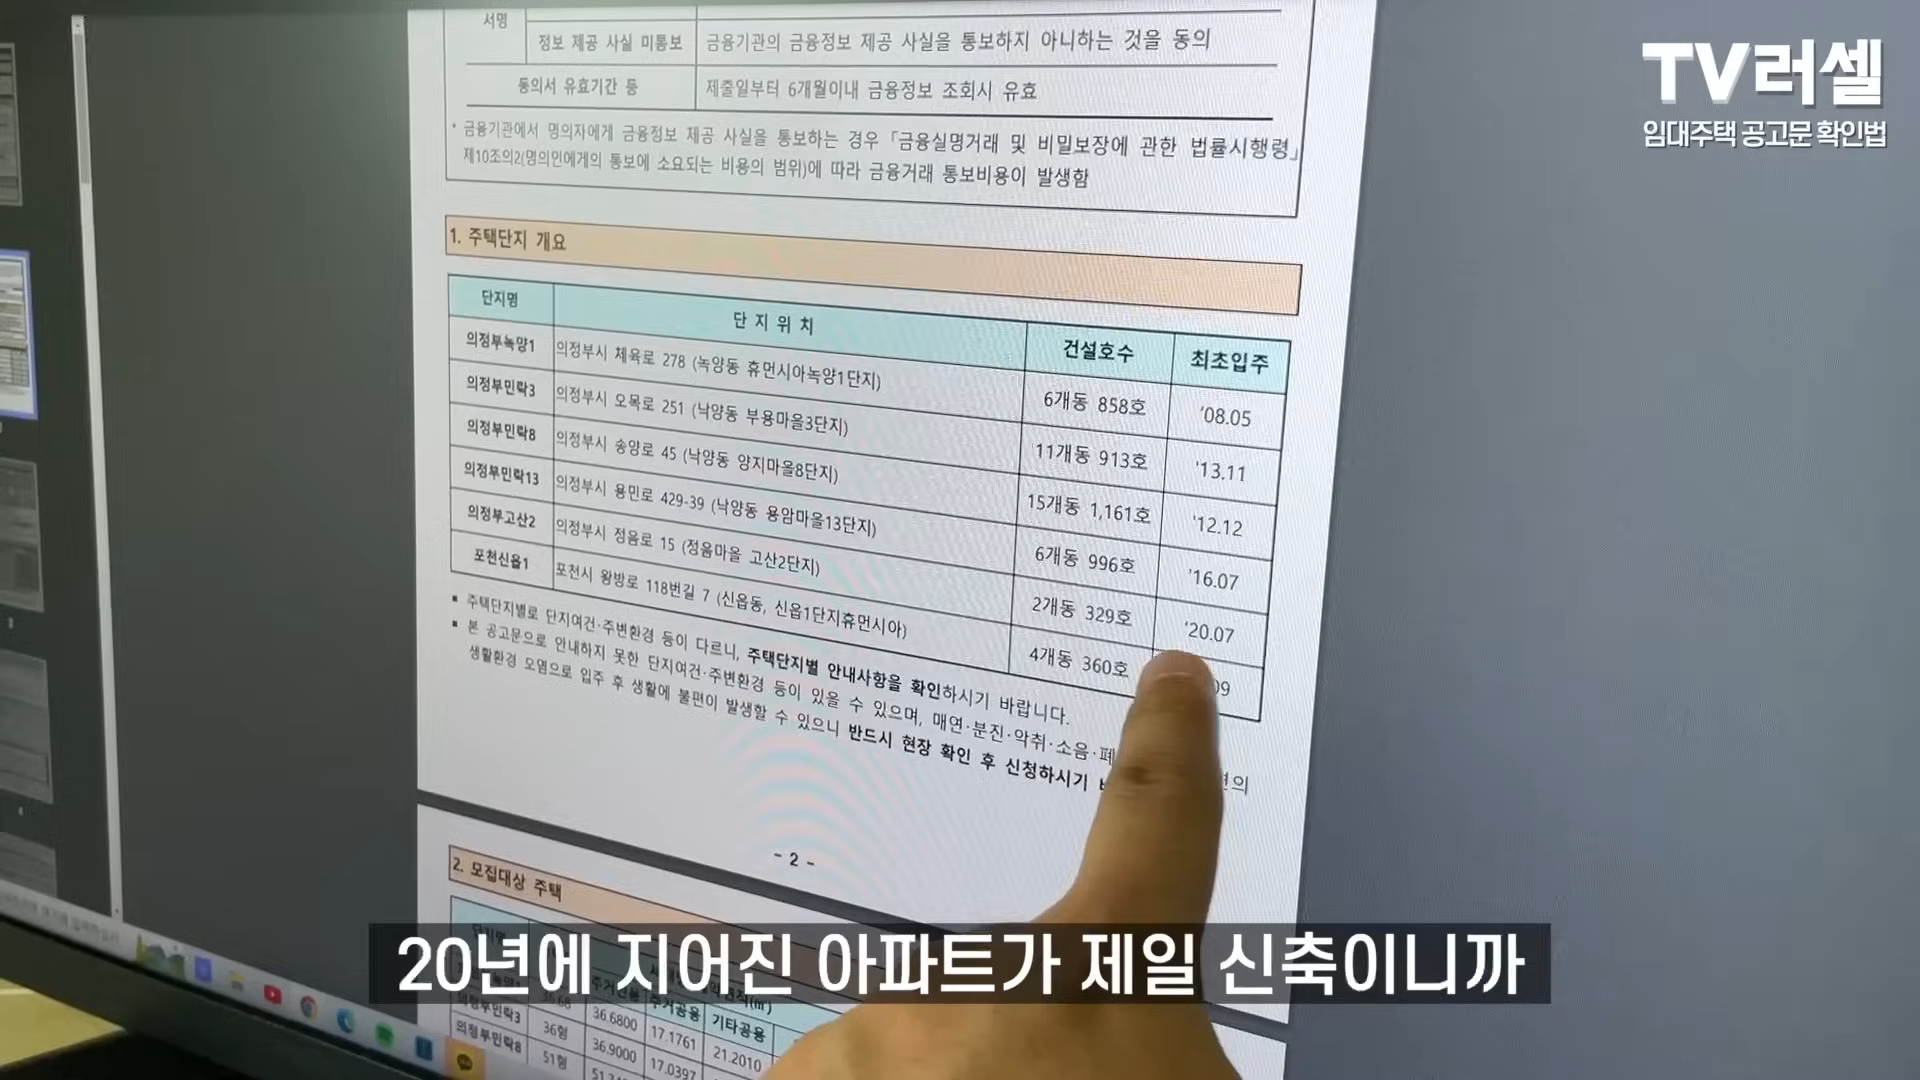 TV러셀
임대주택 공고문 확인법
서명
정보 제공 사실 미통보 금융기관의 금융정보 제공 사실을 통보하지 아니하는 것을 동의
동의서 유효기간 등 제출일부터 6개월이내 금융정보 조회시 유효
* 금융기관에서 명의자에게 금융정보 제공 사실을 통보하는 경우 「금융실명거래 및 비밀보장에 관한 법률시행령」
제10조의2(명의인에게의 통보에 소요되는 비용의 범위)에 따라 금융거래 통보비용이 발생함
1. 주택단지 개요
단지명 단 지 위 치 건설호수 최초입주
의정부녹양1 의정부시 체육로 278 (녹양동 휴먼시아녹양1단지) 6개동 858호 '08.05
의정부민락3 의정부시 오목로 251 (낙양동 부용마을3단지) 11개동 913호 '13.11
의정부민락8 의정부시 송양로 45 (낙양동 양지마을8단지) 15개동 1,161호 '12.12
의정부민락13 의정부시 용민로 429-39 (낙양동 용암마을13단지) 6개동 996호 '16.07
의정부고산2 의정부시 정음로 15 (정음마을 고산2단지) 2개동 329호 '20.07
포천신읍1 포천시 왕방로 118번길 7 (신읍동, 신읍1단지휴먼시아) 4개동 360호 09
▪ 주택단지별로 단지여건·주변환경 등이 다르니, 주택단지별 안내사항을 확인하시기 바랍니다.
▪ 본 공고문으로 안내하지 못한 단지여건·주변환경 등이 있을 수 있으며, 매연·분진·악취·소음·폐
생활환경 오염으로 입주 후 생활에 불편이 발생할 수 있으니 반드시 현장 확인 후 신청하시기
- 2 -
2. 모집대상 주택
20년에 지어진 아파트가 제일 신축이니까
주거공용 기타공용
의정부민락3 36형 36.6800 17.1761 21.2010
의정부민락8 51형 36.9000 17.0397